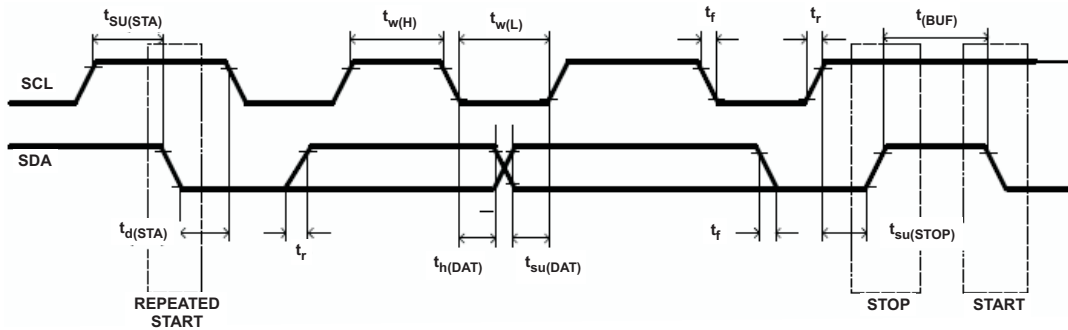 tSU(STA)
tw(H)
tw(L)
tf
tr
t(BUF)
SCL
SDA
td(STA)
tr
th(DAT)
tsu(DAT)
tf
tsu(STOP)
REPEATED
START
STOP
START